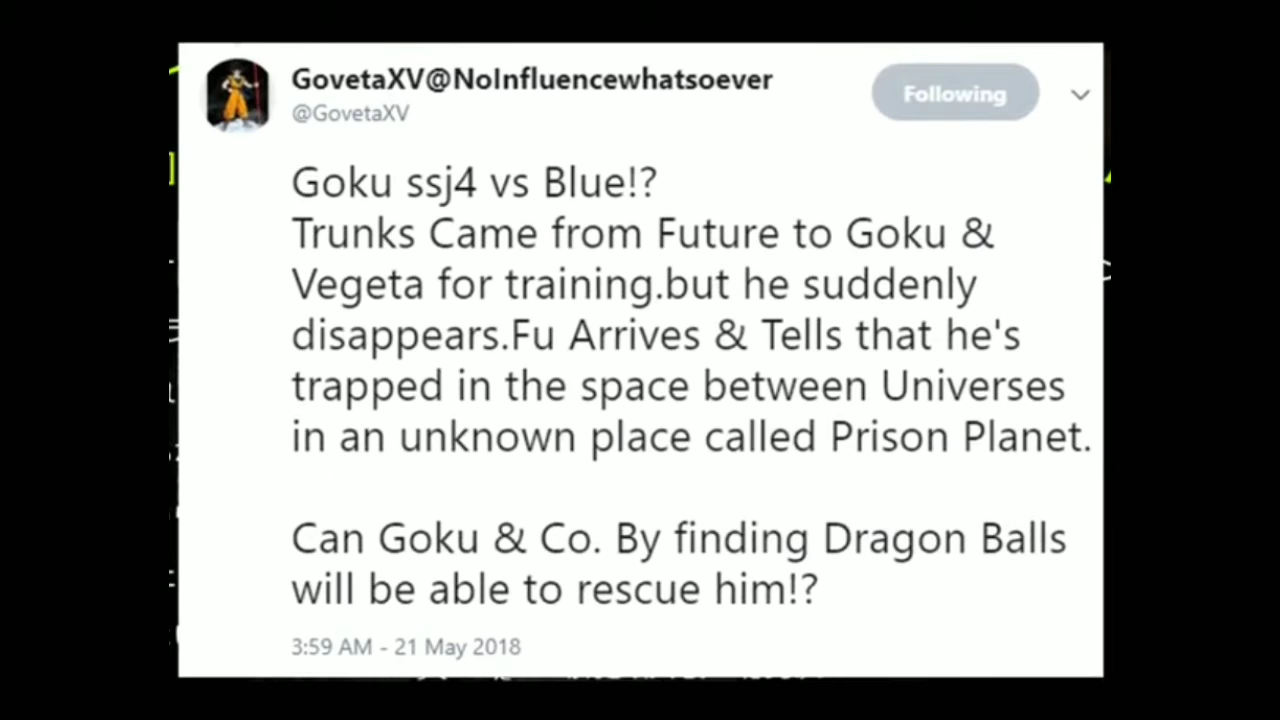 GovetaXV@NoInfluencewhatsoever
@GovetaXV
Following
Goku ssj4 vs Blue!?
Trunks Came from Future to Goku &
Vegeta for training.but he suddenly
disappears.Fu Arrives & Tells that he's
trapped in the space between Universes
in an unknown place called Prison Planet.
Can Goku & Co. By finding Dragon Balls
will be able to rescue him!?
3:59 AM - 21 May 2018